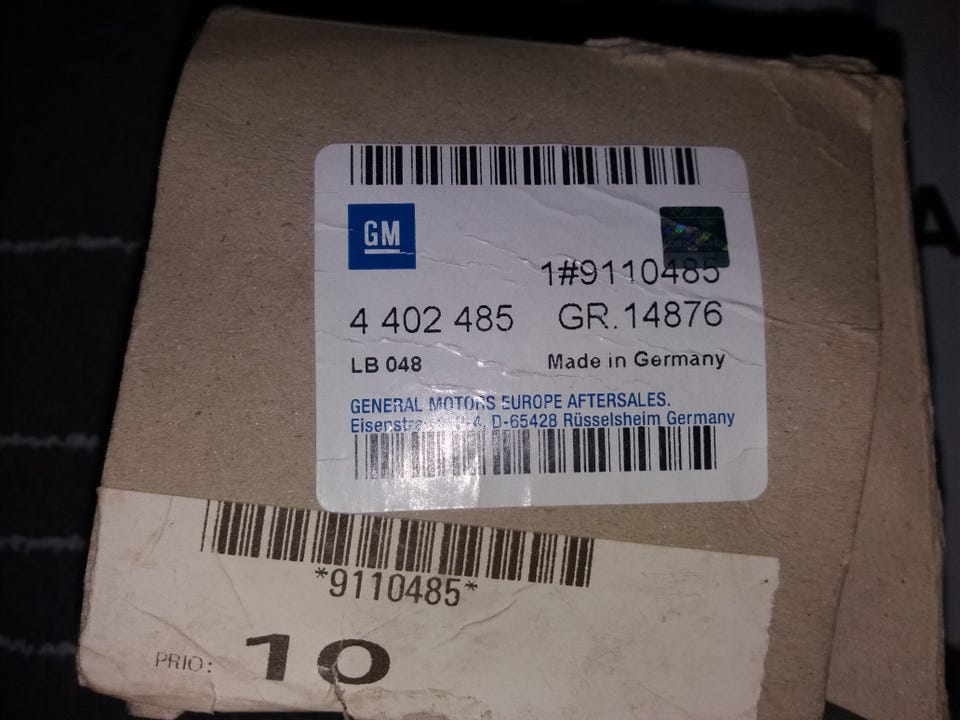 GM
1#9110485
4 402 485 GR.14876
LB 048 Made in Germany
GENERAL MOTORS EUROPE AFTERSALES.
D-65428 Rüsselsheim Germany
*9110485*
PRIO: 10
A